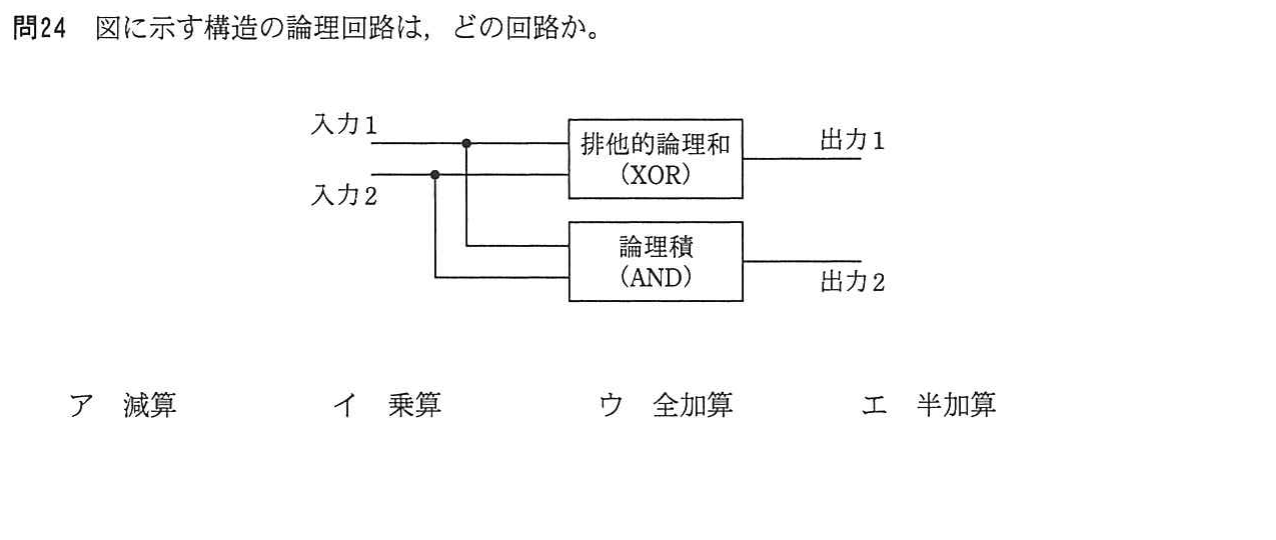 問24　図に示す構造の論理回路は，どの回路か。
入力1
入力2
排他的論理和
（XOR）
出力1
論理積
（AND）
出力2
ア　減算　イ　乗算　ウ　全加算　エ　半加算